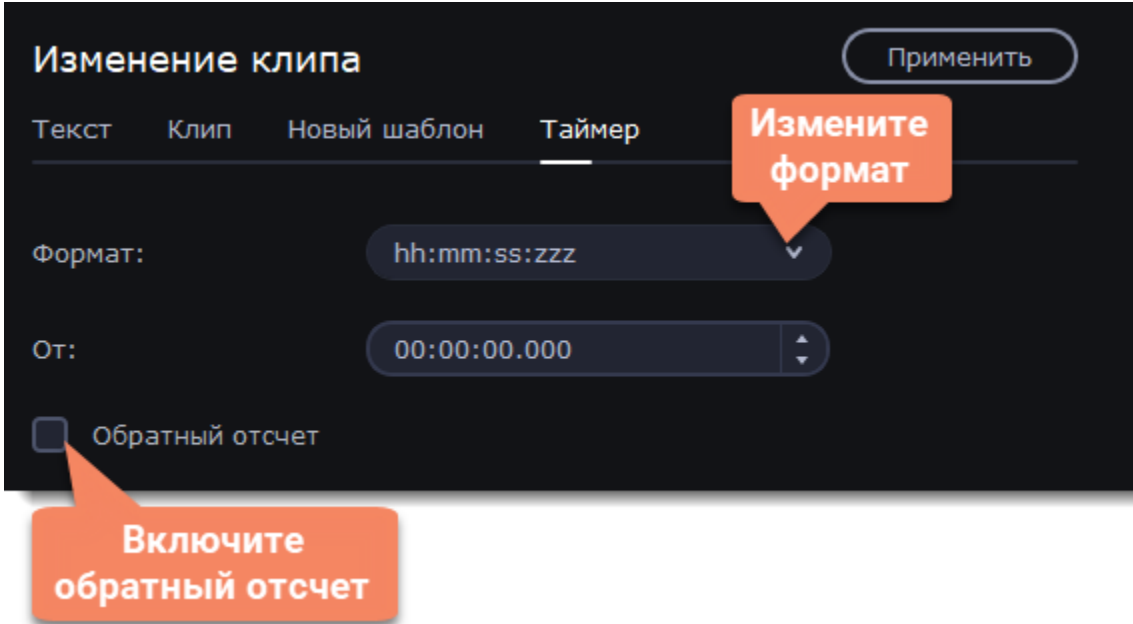 Изменение клипа
Применить
Текст Клип Новый шаблон Таймер
Измените
формат
Формат: hh:mm:ss:zzz
От: 00:00:00.000
Обратный отсчет
Включите
обратный отсчет